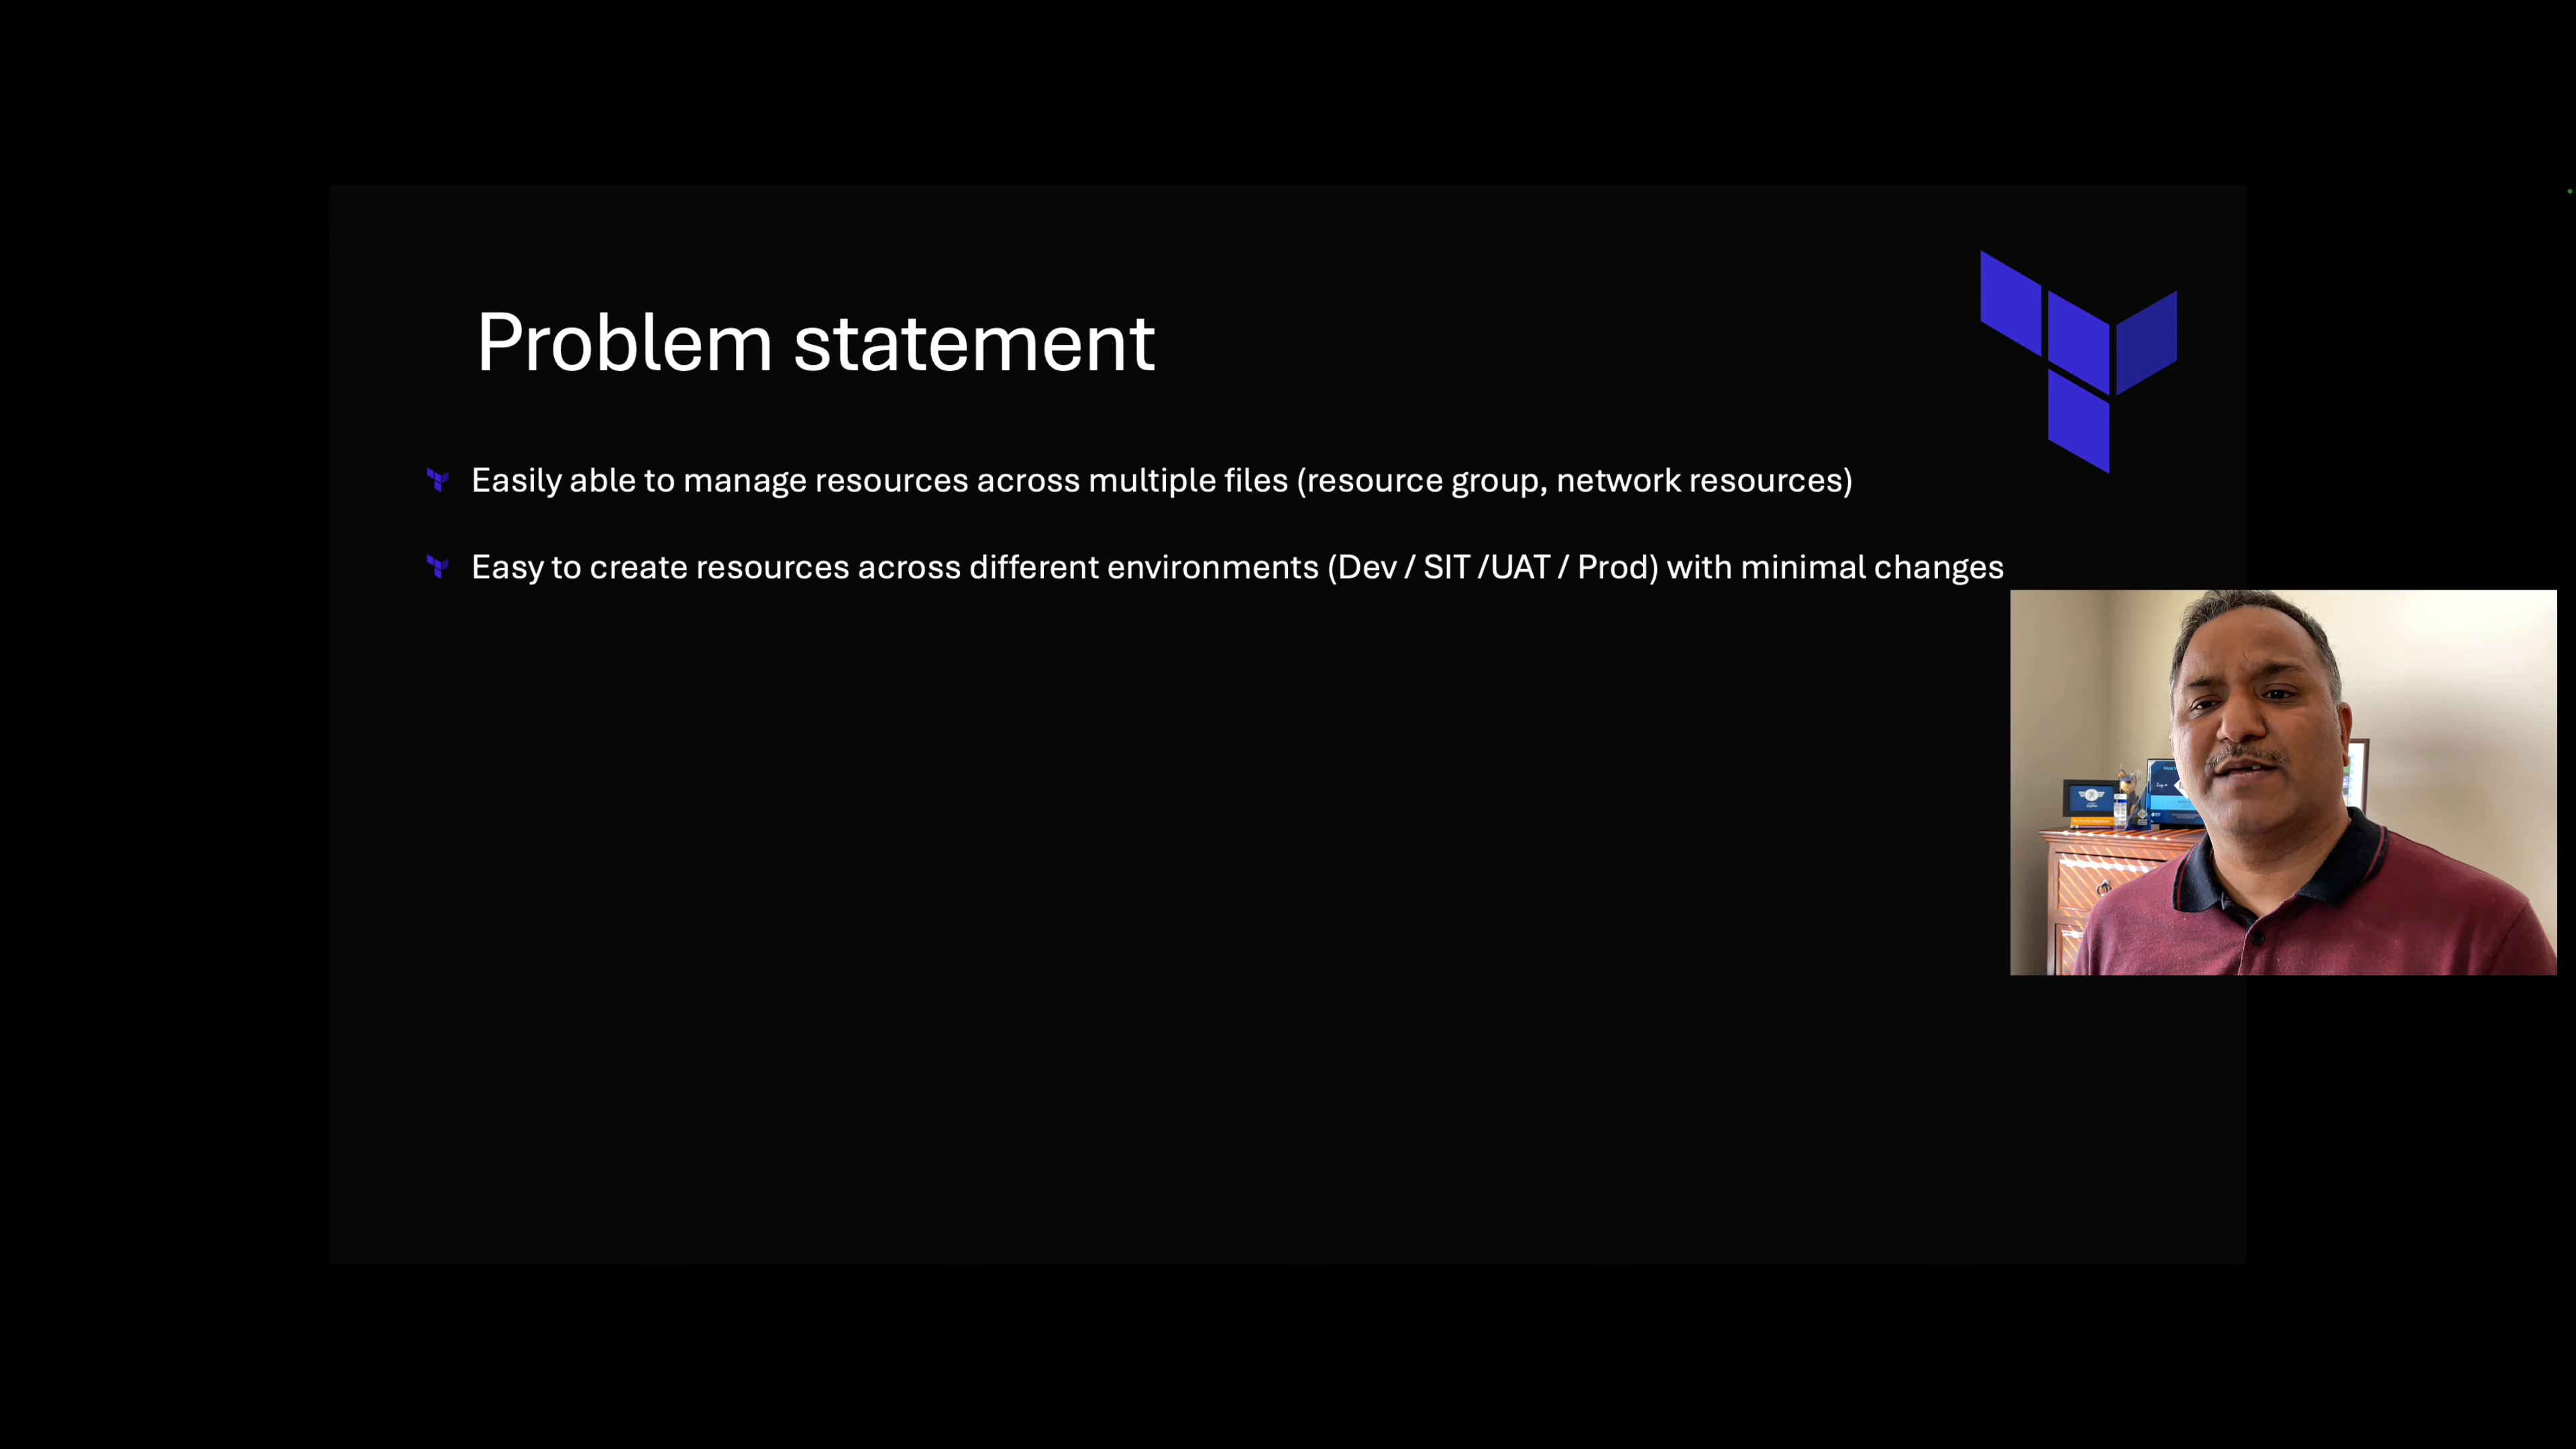 Problem statement
Easily able to manage resources across multiple files (resource group, network resources)
Easy to create resources across different environments (Dev / SIT /UAT / Prod) with minimal changes